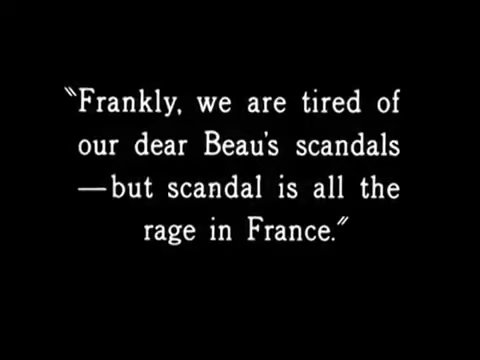 "Frankly, we are tired of
our dear Beau's scandals
—but scandal is all the
rage in France."